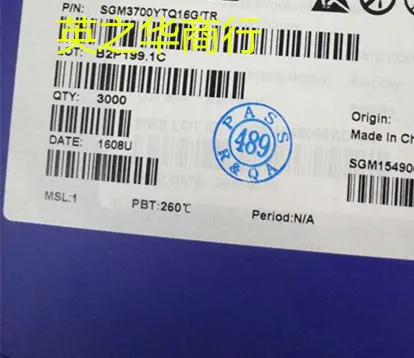 P/N: SGM3700YTQ16G/TR
英之华商行
LOT: B2P199.1C
QTY: 3000
DATE: 1608U
PASS
489
R&QA
Origin:
Made in Ch
SGM15490
MSL:1
PBT:260℃
Period:N/A